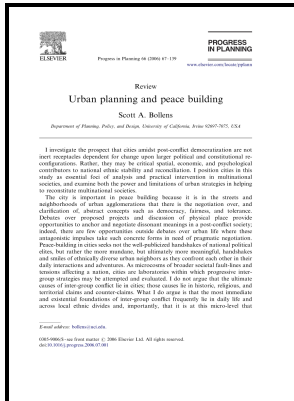 PROGRESS
IN PLANNING
ELSEVIER
Progress in Planning 66 (2006) 67–139
www.elsevier.com/locate/pplann
Review
Urban planning and peace building
Scott A. Bollens
Department of Planning, Policy, and Design, University of California, Irvine 92697-7075, USA
I investigate the prospect that cities amidst post-conflict democratization are not
inert receptacles dependent for change upon larger political and constitutional re-
configurations. Rather, they may be critical spatial, economic, and psychological
contributors to national ethnic stability and reconciliation. I position cities in this
study as essential foci of analysis and practical intervention in multinational
societies, and examine both the power and limitations of urban strategies in helping
to reconstitute multinational societies.
The city is important in peace building because it is in the streets and
neighborhoods of urban agglomerations that there is the negotiation over, and
clarification of, abstract concepts such as democracy, fairness, and tolerance.
Debates over proposed projects and discussion of physical place provide
opportunities to anchor and negotiate dissonant meanings in a post-conflict society;
indeed, there are few opportunities outside debates over urban life where these
antagonistic impulses take such concrete forms in need of pragmatic negotiation.
Peace-building in cities seeks not the well-publicized handshakes of national political
elites, but rather the more mundane, but ultimately more meaningful, handshakes
and smiles of ethnically diverse urban neighbors as they confront each other in their
daily interactions and adventures. As microcosms of broader societal fault-lines and
tensions affecting a nation, cities are laboratories within which progressive inter-
group strategies may be attempted and evaluated. I do not argue that the ultimate
causes of inter-group conflict lie in cities; those causes lie in historic, religious, and
territorial claims and counter-claims. What I do argue is that the most immediate
and existential foundations of inter-group conflict frequently lie in daily life and
across local ethnic divides and, importantly, that it is at this micro-level that
E-mail address: bollens@uci.edu.
0305-9006/$ - see front matter © 2006 Elsevier Ltd. All rights reserved.
doi:10.1016/j.progress.2006.07.001